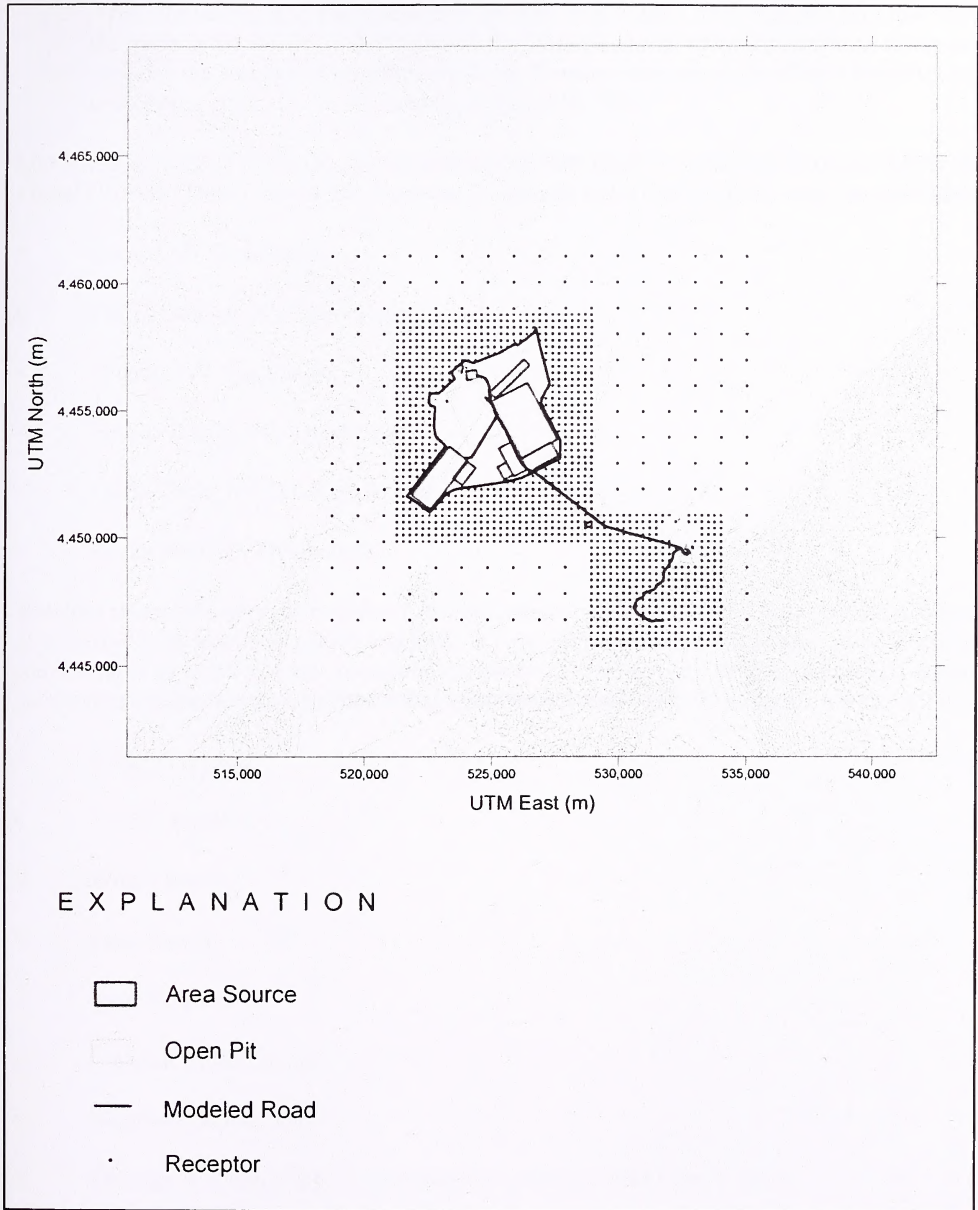 4,465,000
4,460,000
4,455,000
4,450,000
4,445,000
UTM North (m)
515,000 520,000 525,000 530,000 535,000 540,000
UTM East (m)
EXPLANATION
Area Source
Open Pit
Modeled Road
Receptor